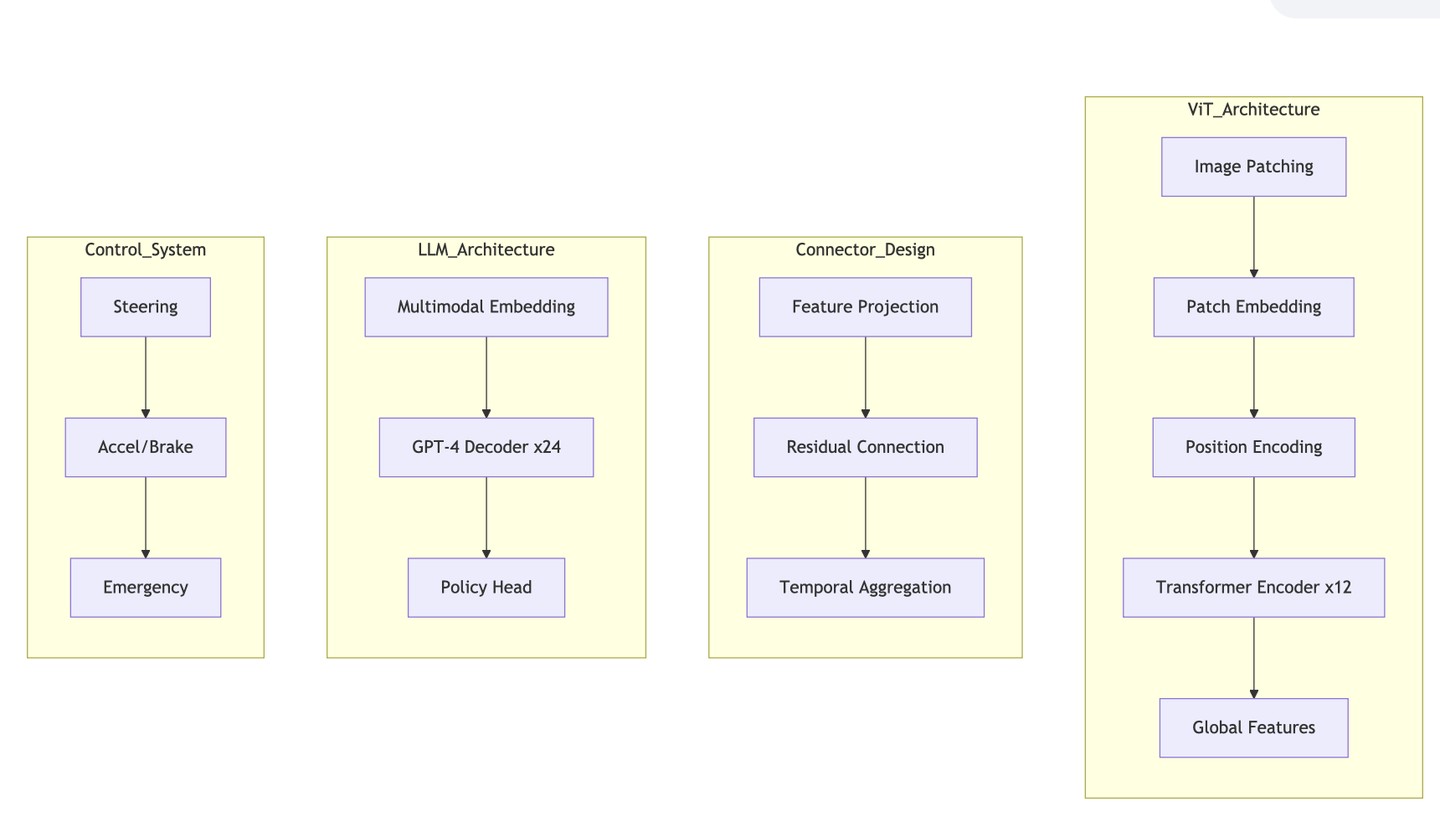 Control_System
Steering
Accel/Brake
Emergency
LLM_Architecture
Multimodal Embedding
GPT-4 Decoder x24
Policy Head
Connector_Design
Feature Projection
Residual Connection
Temporal Aggregation
ViT_Architecture
Image Patching
Patch Embedding
Position Encoding
Transformer Encoder x12
Global Features